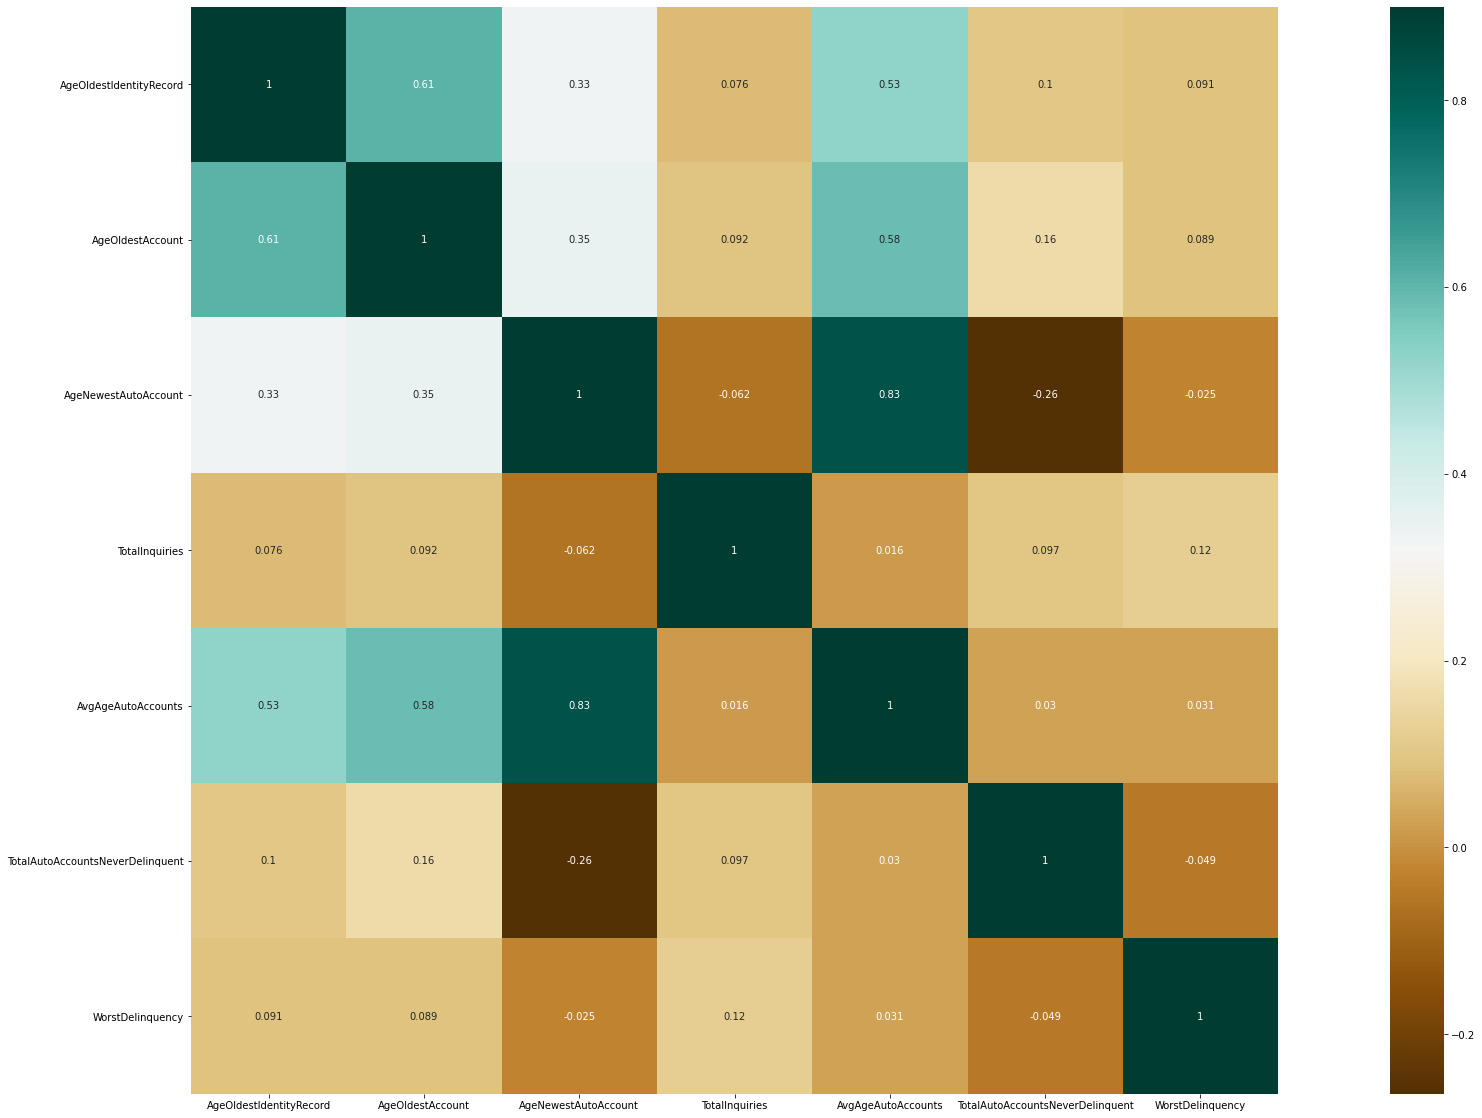 AgeOldestIdentityRecord 1 0.61 0.33 0.076 0.53 0.1 0.091
AgeOldestAccount 0.61 1 0.35 0.092 0.58 0.16 0.089
AgeNewestAutoAccount 0.33 0.35 1 -0.062 0.83 -0.26 -0.025
TotalInquiries 0.076 0.092 -0.062 1 0.016 0.097 0.12
AvgAgeAutoAccounts 0.53 0.58 0.83 0.016 1 0.03 0.031
TotalAutoAccountsNeverDelinquent 0.1 0.16 -0.26 0.097 0.03 1 -0.049
WorstDelinquency 0.091 0.089 -0.025 0.12 0.031 -0.049 1
AgeOldestIdentityRecord AgeOldestAccount AgeNewestAutoAccount TotalInquiries AvgAgeAutoAccounts TotalAutoAccountsNeverDelinquent WorstDelinquency
0.8
0.6
0.4
0.2
0.0
−0.2